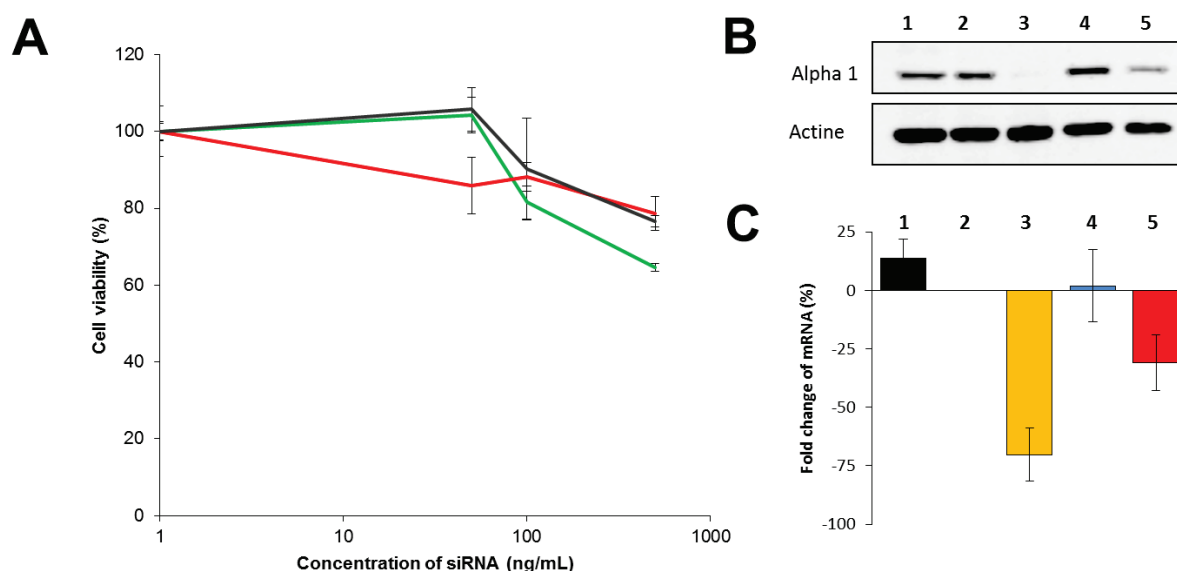 A
120
100
80
60
40
20
0
1
10
100
1000
Cell viability (%)
Concentration of siRNA (ng/mL)
B
1 2 3 4 5
Alpha 1
Actine
C
1 2 3 4 5
25
0
-25
-50
-75
-100
Fold change of mRNA (%)